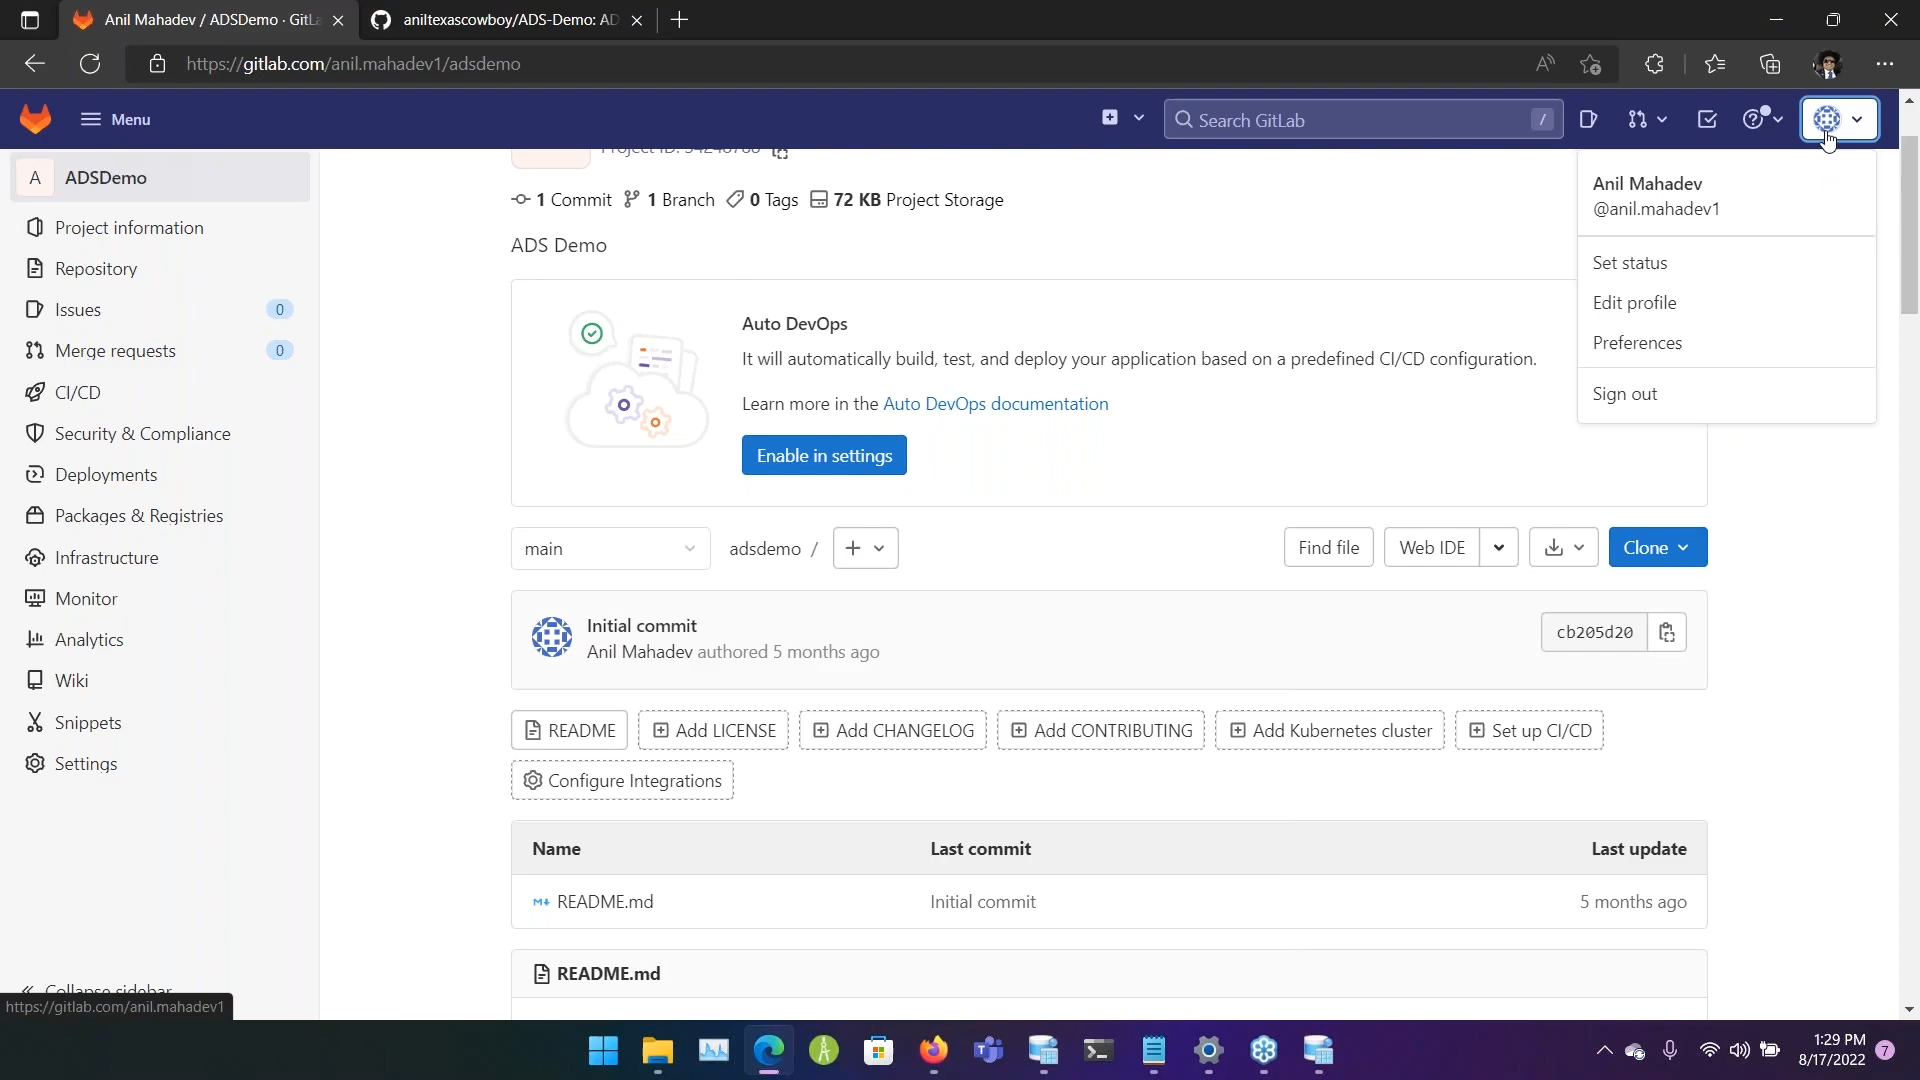 Anil Mahadev / ADSDemo · GitLa
aniltexascowboy/ADS-Demo: AD
https://gitlab.com/anil.mahadev1/adsdemo
Menu
Search GitLab
/
A ADSDemo
Project information
Repository
Issues 0
Merge requests 0
CI/CD
Security & Compliance
Deployments
Packages & Registries
Infrastructure
Monitor
Analytics
Wiki
Snippets
Settings
Collapse sidebar
https://gitlab.com/anil.mahadev1
1 Commit 1 Branch 0 Tags 72 KB Project Storage
ADS Demo
Auto DevOps
It will automatically build, test, and deploy your application based on a predefined CI/CD configuration.
Learn more in the Auto DevOps documentation
Enable in settings
Anil Mahadev
@anil.mahadev1
Set status
Edit profile
Preferences
Sign out
main adsdemo / + Find file Web IDE Clone
Initial commit
Anil Mahadev authored 5 months ago
cb205d20
README Add LICENSE Add CHANGELOG Add CONTRIBUTING Add Kubernetes cluster Set up CI/CD
Configure Integrations
Name Last commit Last update
README.md Initial commit 5 months ago
README.md
1:29 PM
8/17/2022
7